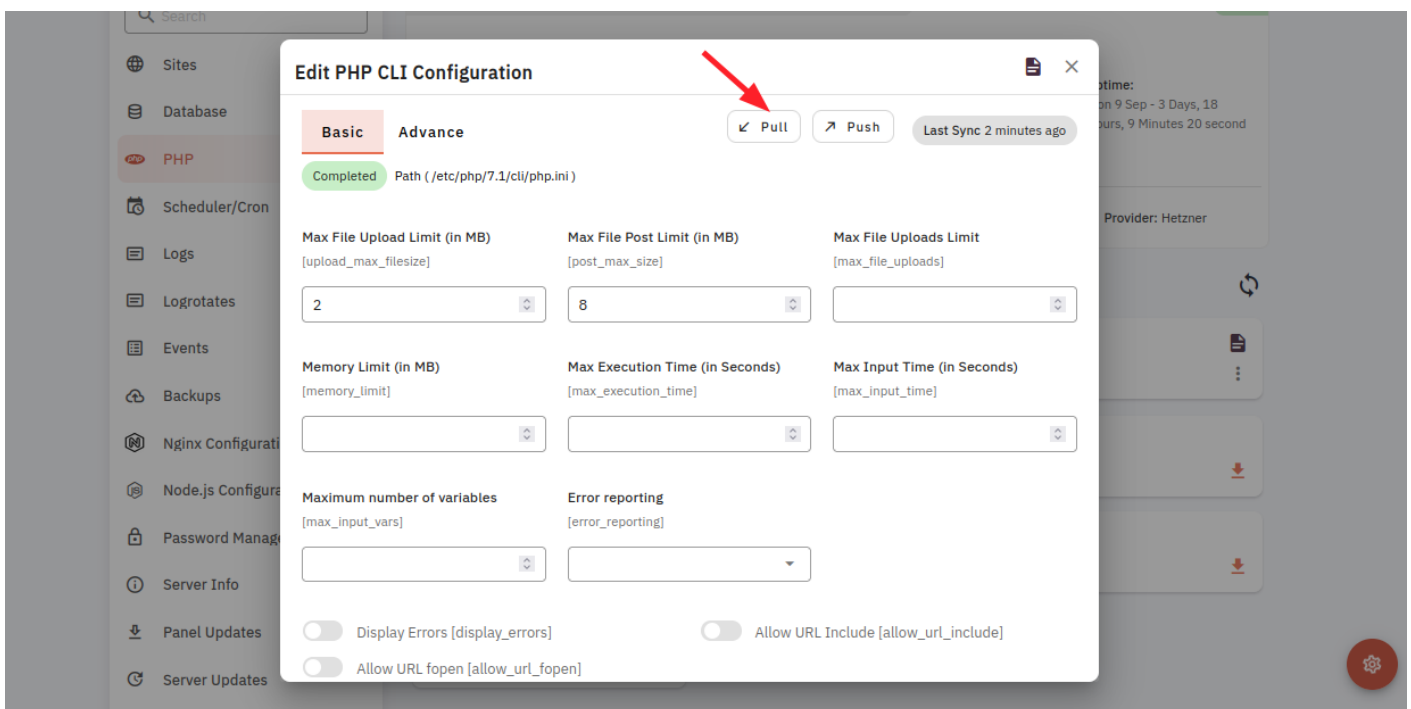 Search
Sites
Database
php
PHP
Scheduler/Cron
Logs
Logrotates
Events
Backups
Nginx Configurati
Node.js Configura
Password Manage
Server Info
Panel Updates
Server Updates
Edit PHP CLI Configuration
Basic
Advance
Pull
Push
Last Sync 2 minutes ago
Completed
Path ( /etc/php/7.1/cli/php.ini )
Max File Upload Limit (in MB)
[upload_max_filesize]
2
Max File Post Limit (in MB)
[post_max_size]
8
Max File Uploads Limit
[max_file_uploads]
Memory Limit (in MB)
[memory_limit]
Max Execution Time (in Seconds)
[max_execution_time]
Max Input Time (in Seconds)
[max_input_time]
Maximum number of variables
[max_input_vars]
Error reporting
[error_reporting]
Display Errors [display_errors]
Allow URL Include [allow_url_include]
Allow URL fopen [allow_url_fopen]
ptime:
on 9 Sep - 3 Days, 18
ours, 9 Minutes 20 second
Provider: Hetzner